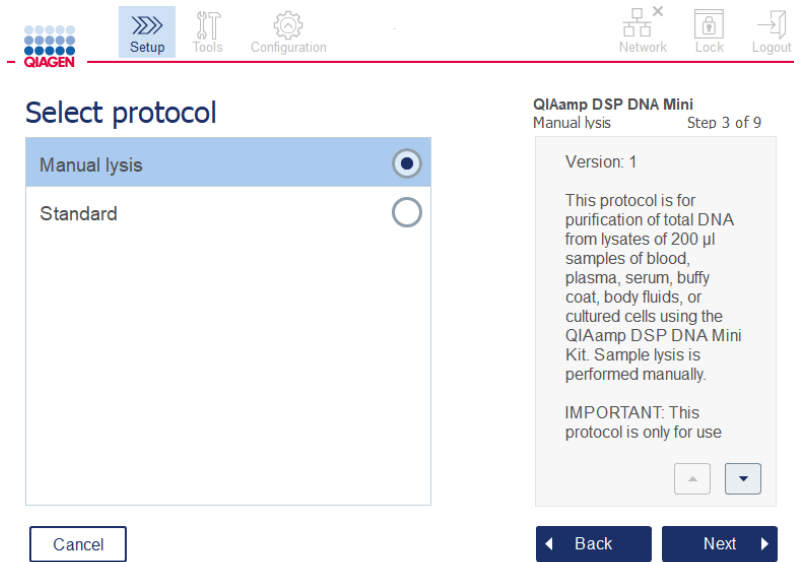 QIAGEN
Setup
Tools
Configuration
Network
Lock
Logout
Select protocol
Manual lysis
Standard
QIAamp DSP DNA Mini
Manual lysis Step 3 of 9
Version: 1
This protocol is for
purification of total DNA
from lysates of 200 µl
samples of blood,
plasma, serum, buffy
coat, body fluids, or
cultured cells using the
QIAamp DSP DNA Mini
Kit. Sample lysis is
performed manually.
IMPORTANT: This
protocol is only for use
Cancel
Back
Next